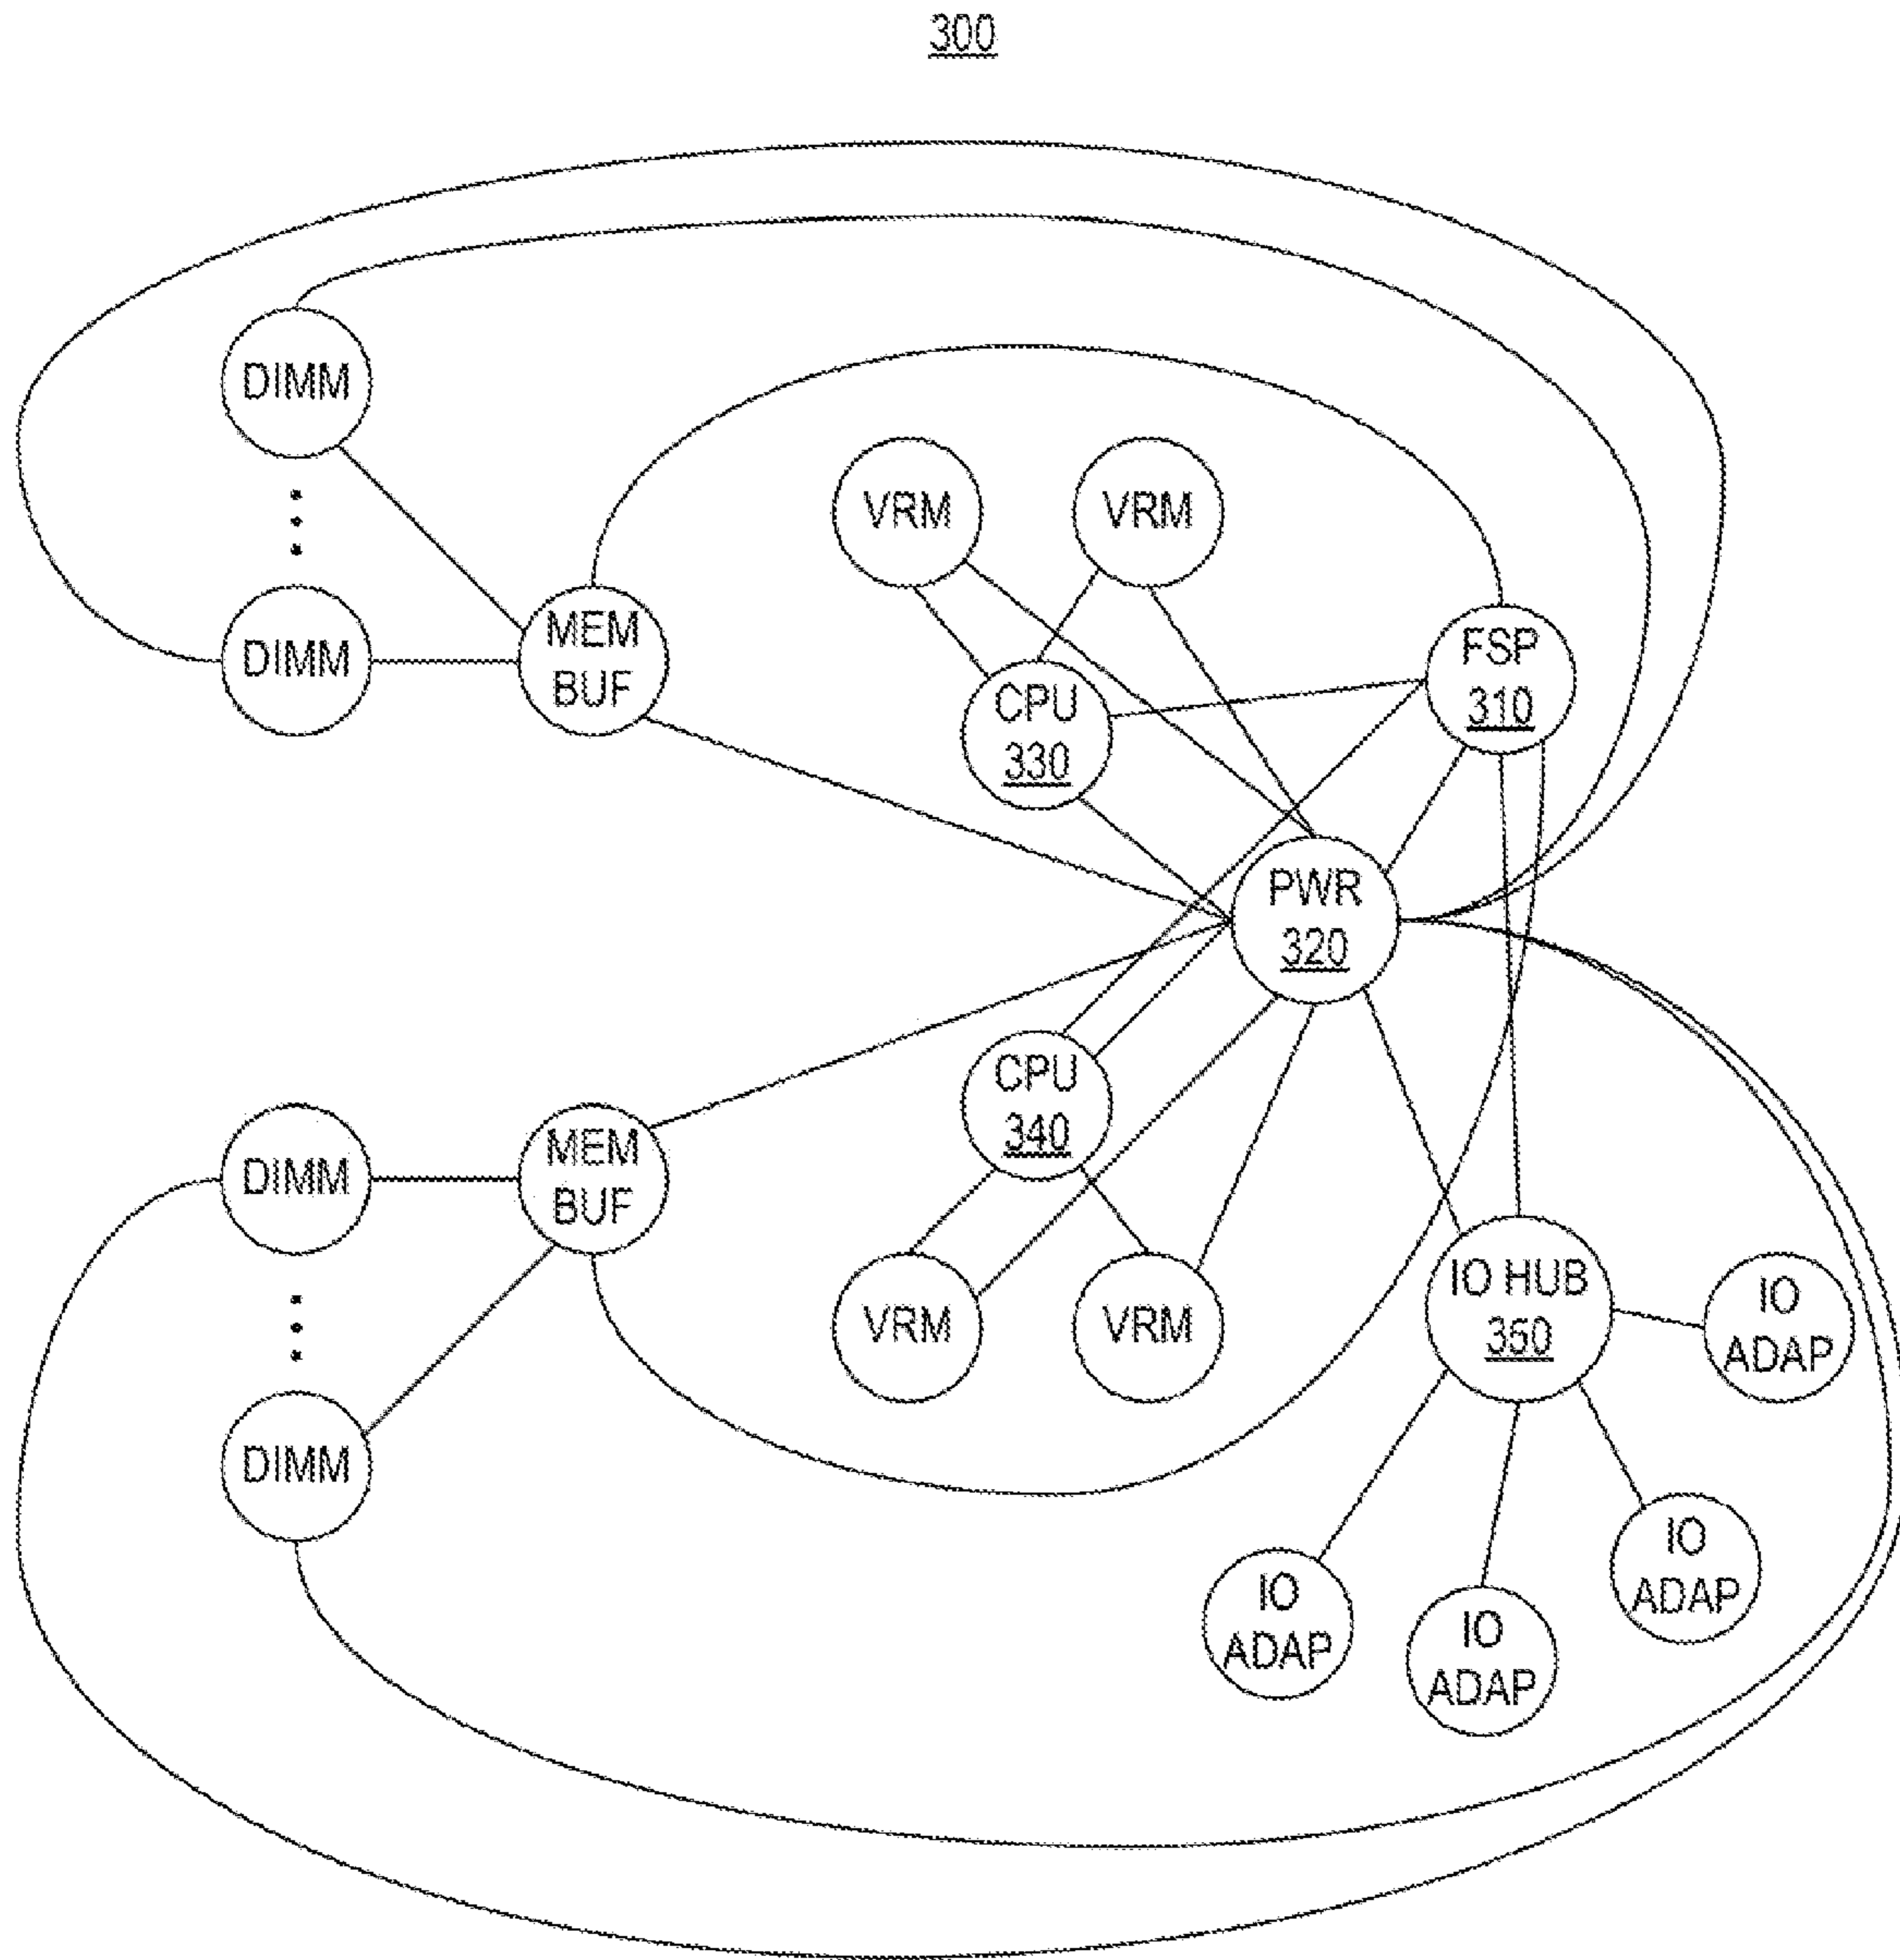 300
DIMM
VRM
VRM
MEM
BUF
DIMM
FSP
310
CPU
330
PWR
320
CPU
340
DIMM
MEM
BUF
IO HUB
350
IO
ADAP
VRM
VRM
DIMM
IO
ADAP
IO
ADAP
IO
ADAP